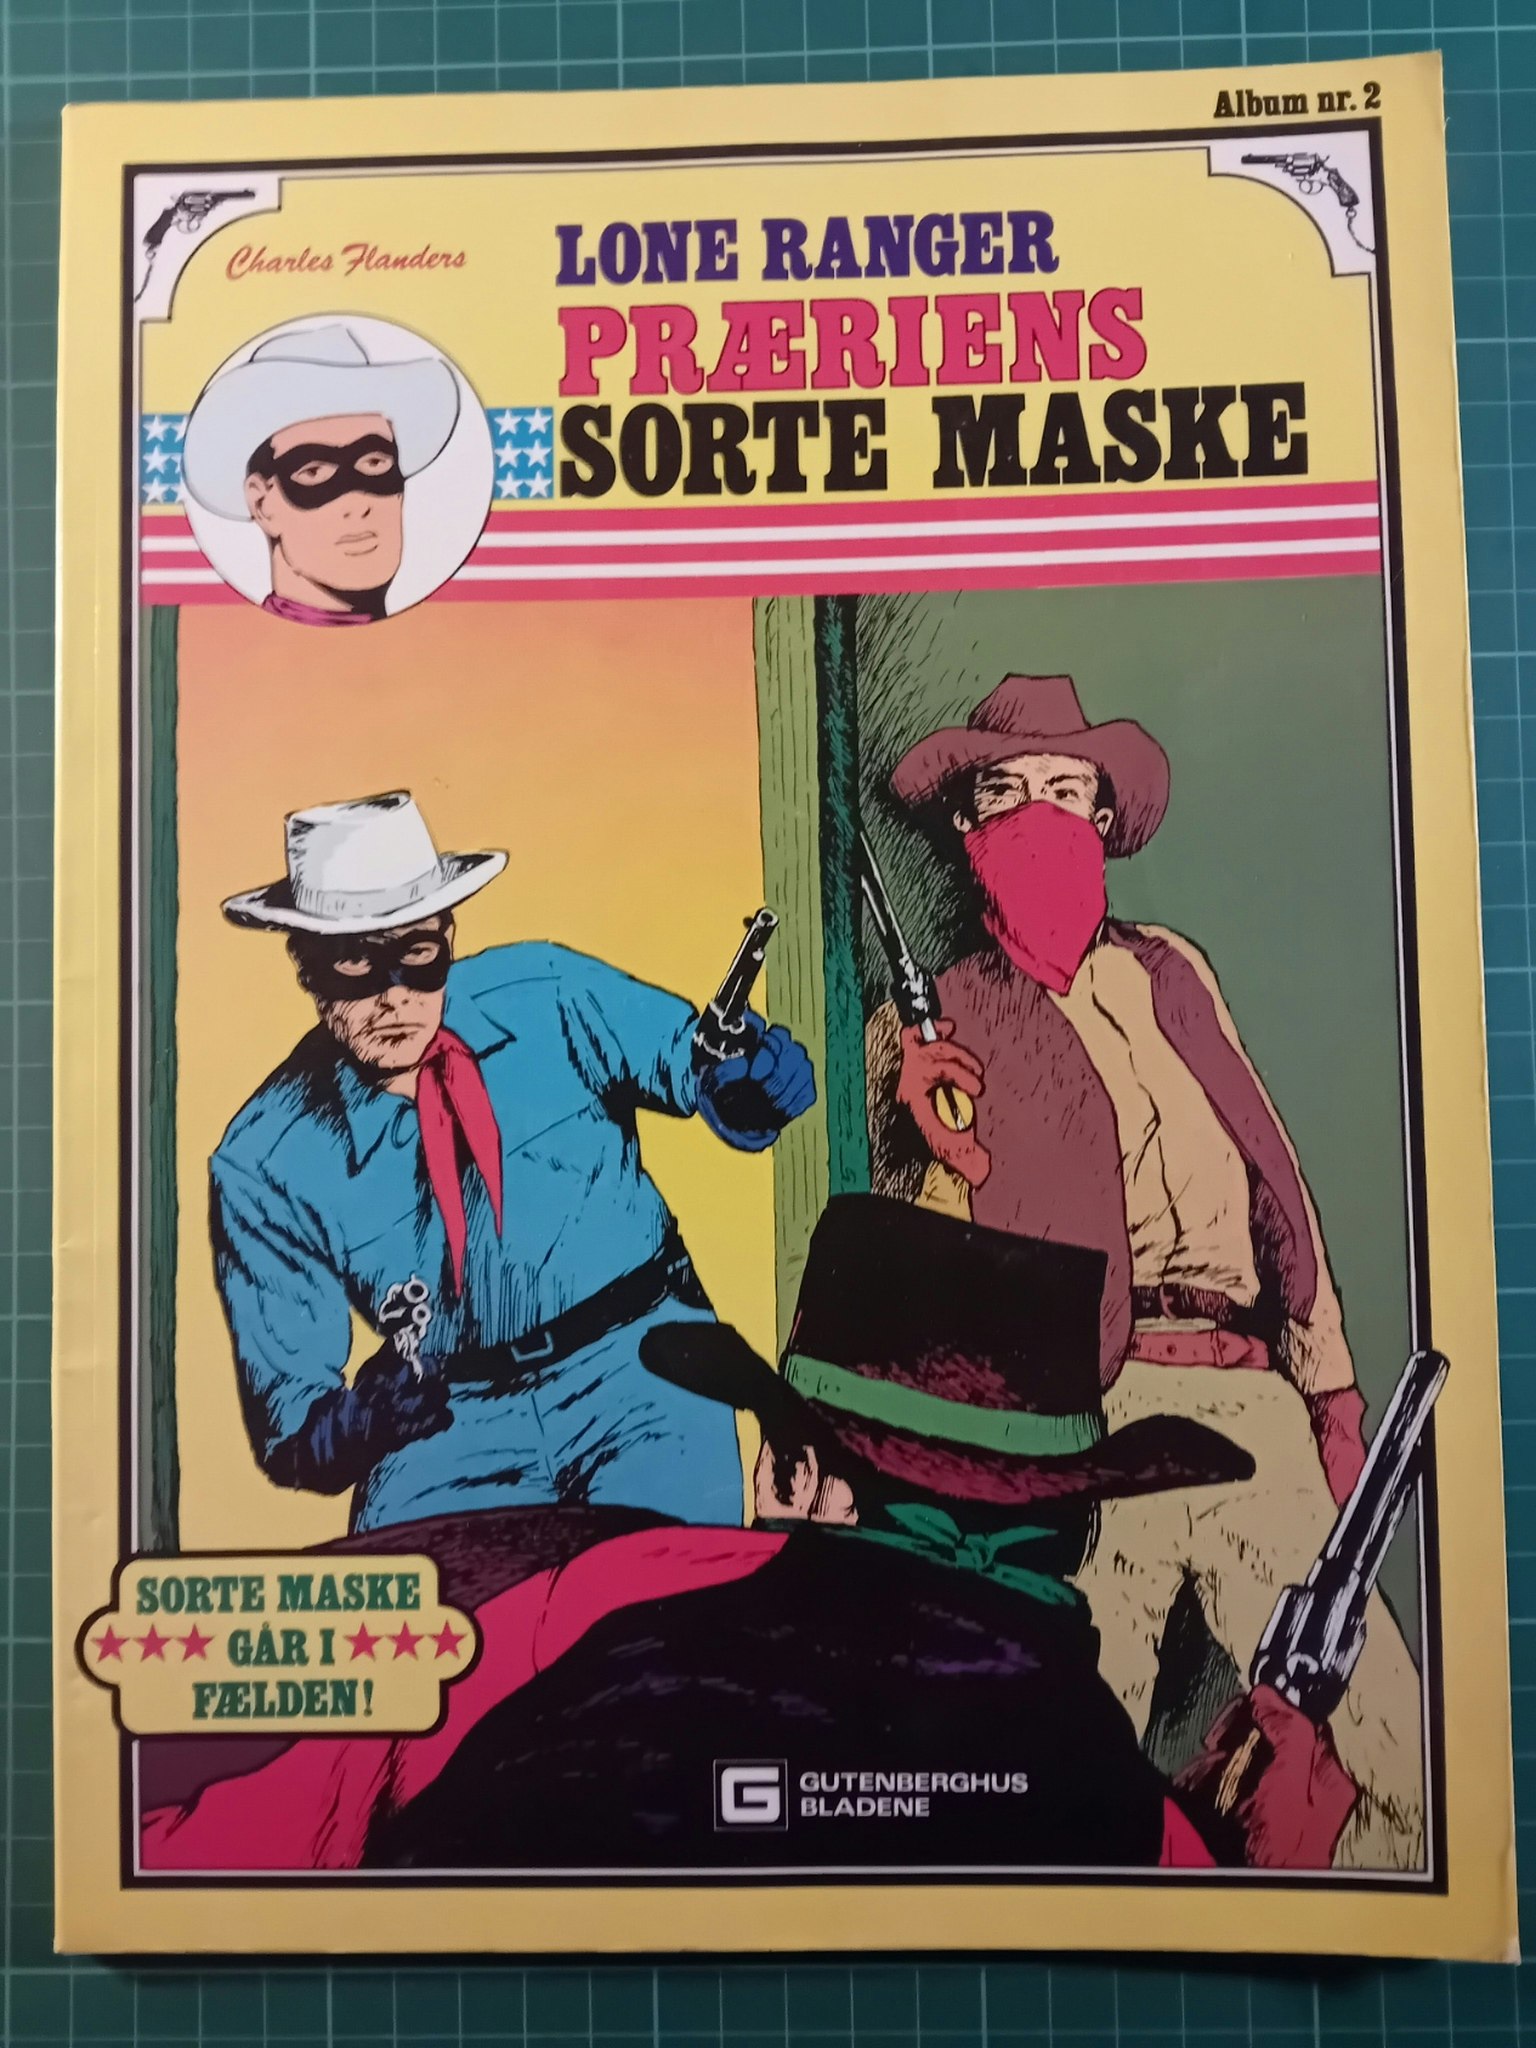 Album nr. 2
Charles Flanders
LONE RANGER
PRÆRIENS
SORTE MASKE
SORTE MASKE
GÅR I
FÆLDEN!
G GUTENBERGHUS
BLADENE